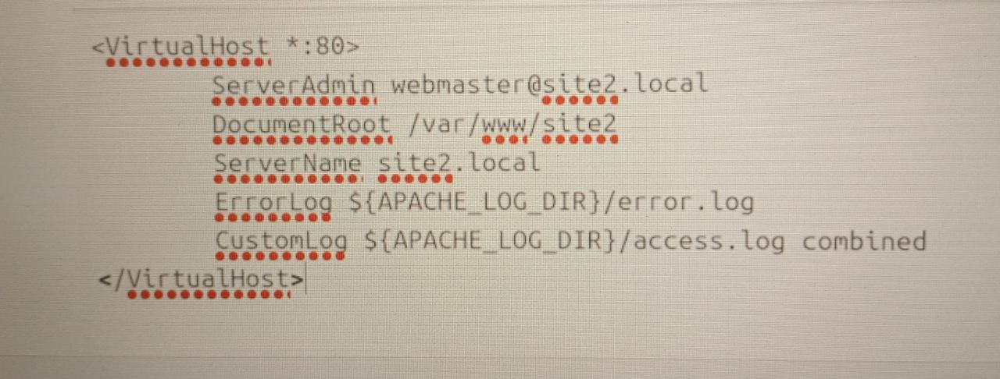 <VirtualHost *:80>
ServerAdmin webmaster@site2.local
DocumentRoot /var/www/site2
ServerName site2.local
ErrorLog ${APACHE_LOG_DIR}/error.log
CustomLog ${APACHE_LOG_DIR}/access.log combined
</VirtualHost>